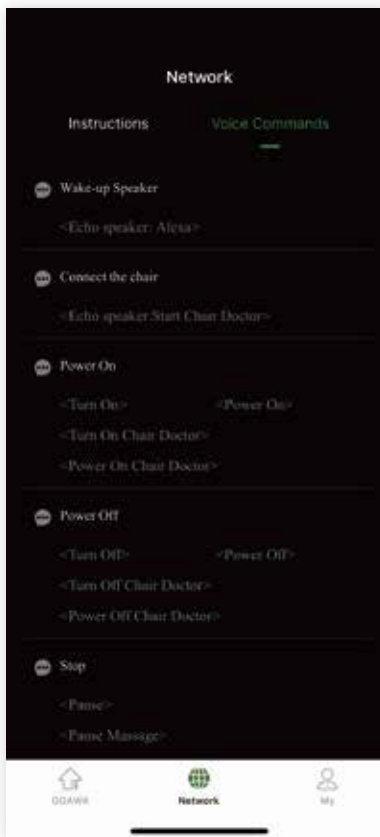 Network
Instructions Voice Commands
Wake-up Speaker
<Echo speaker: Alexa>
Connect the chair
<Echo speaker:Start Chair Doctor>
Power On
<Turn On> <Power On>
<Turn On Chair Doctor>
<Power On Chair Doctor>
Power Off
<Turn Off> <Power Off>
<Turn Off Chair Doctor>
<Power Off Chair Doctor>
Stop
<Pause>
<Pause Massage>
Network My